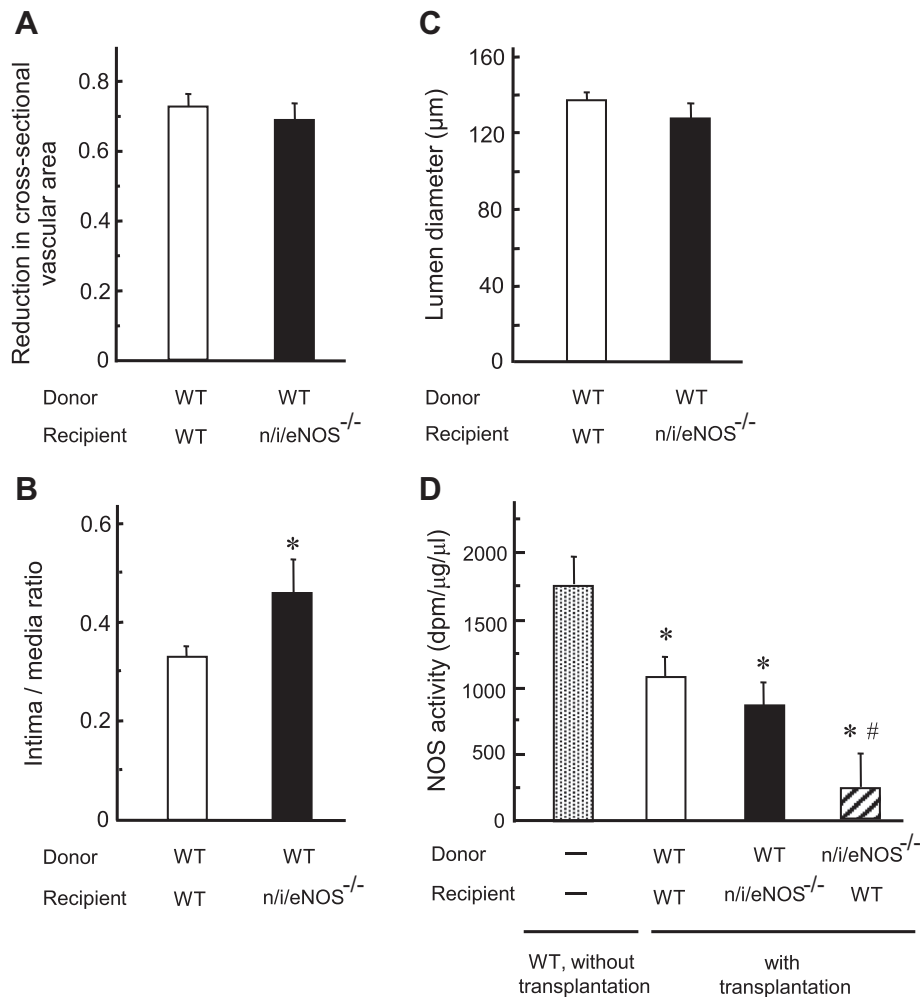 A
Reduction in cross-sectional
vascular area
0.8
0.6
0.4
0.2
0
Donor WT WT
Recipient WT n/i/eNOS-/-
C
Lumen diameter (μm)
160
120
80
40
0
Donor WT WT
Recipient WT n/i/eNOS-/-
B
Intima / media ratio
0.6
0.4
0.2
0
*
Donor WT WT
Recipient WT n/i/eNOS-/-
D
NOS activity (dpm/μg/μl)
2000
1500
1000
500
0
*
*
* #
Donor – WT WT n/i/eNOS-/-
Recipient – WT n/i/eNOS-/- WT
WT, without
transplantation
with
transplantation